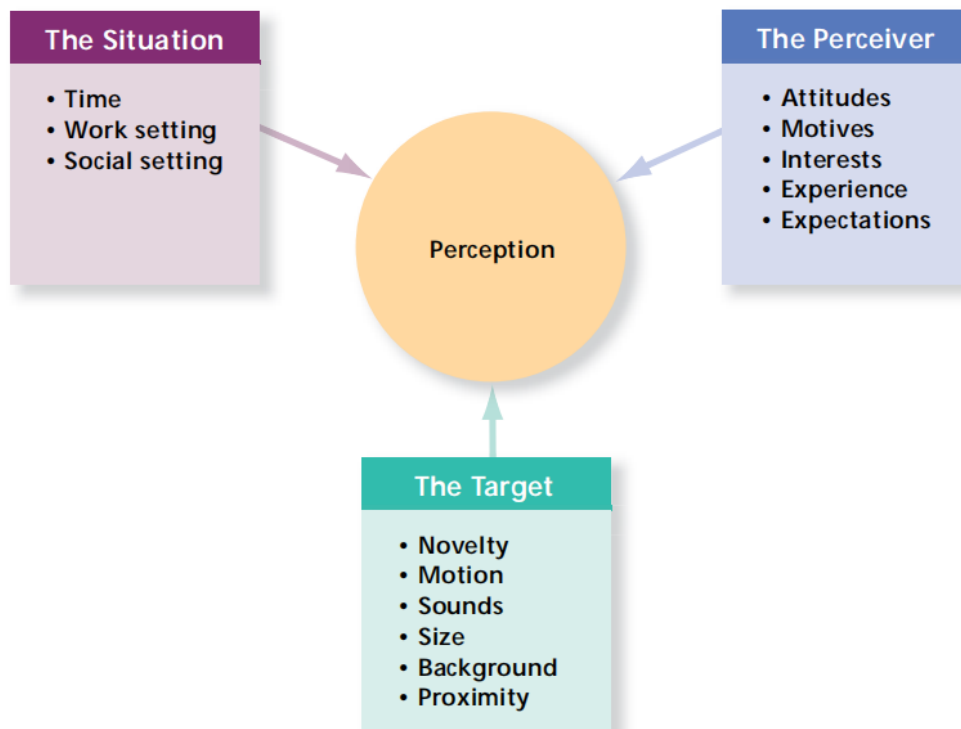 The Situation
• Time
• Work setting
• Social setting
The Perceiver
• Attitudes
• Motives
• Interests
• Experience
• Expectations
Perception
The Target
• Novelty
• Motion
• Sounds
• Size
• Background
• Proximity